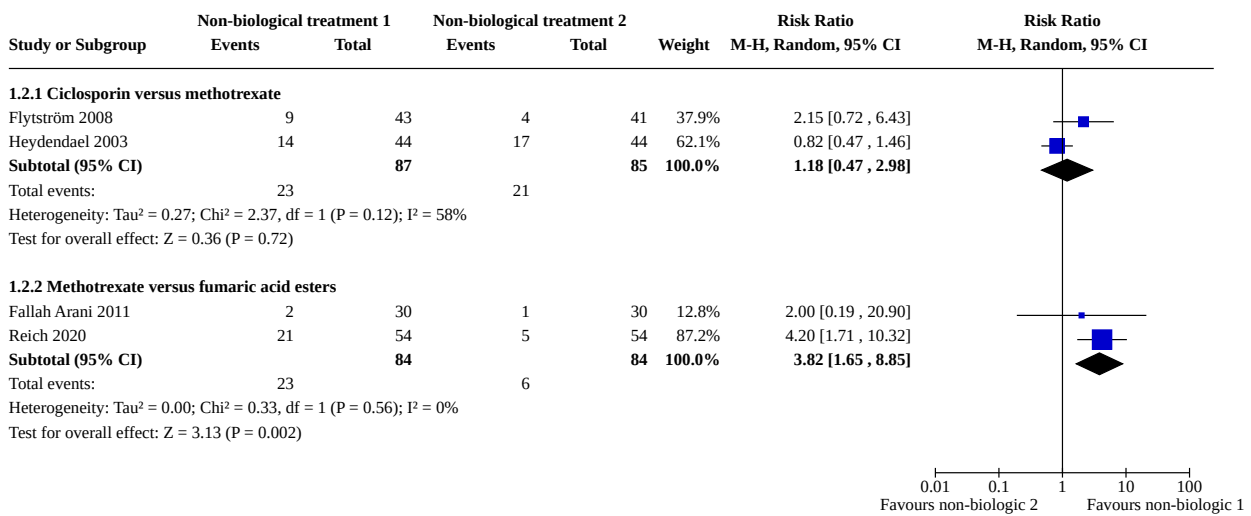 Non-biological treatment 1 Non-biological treatment 2 Risk Ratio Risk Ratio
Study or Subgroup Events Total Events Total Weight M-H, Random, 95% CI M-H, Random, 95% CI
1.2.1 Ciclosporin versus methotrexate
Flytström 2008 9 43 4 41 37.9% 2.15 [0.72 , 6.43]
Heydendael 2003 14 44 17 44 62.1% 0.82 [0.47 , 1.46]
Subtotal (95% CI) 87 85 100.0% 1.18 [0.47 , 2.98]
Total events: 23 21
Heterogeneity: Tau² = 0.27; Chi² = 2.37, df = 1 (P = 0.12); I² = 58%
Test for overall effect: Z = 0.36 (P = 0.72)
1.2.2 Methotrexate versus fumaric acid esters
Fallah Arani 2011 2 30 1 30 12.8% 2.00 [0.19 , 20.90]
Reich 2020 21 54 5 54 87.2% 4.20 [1.71 , 10.32]
Subtotal (95% CI) 84 84 100.0% 3.82 [1.65 , 8.85]
Total events: 23 6
Heterogeneity: Tau² = 0.00; Chi² = 0.33, df = 1 (P = 0.56); I² = 0%
Test for overall effect: Z = 3.13 (P = 0.002)
0.01 0.1 1 10 100
Favours non-biologic 2 Favours non-biologic 1